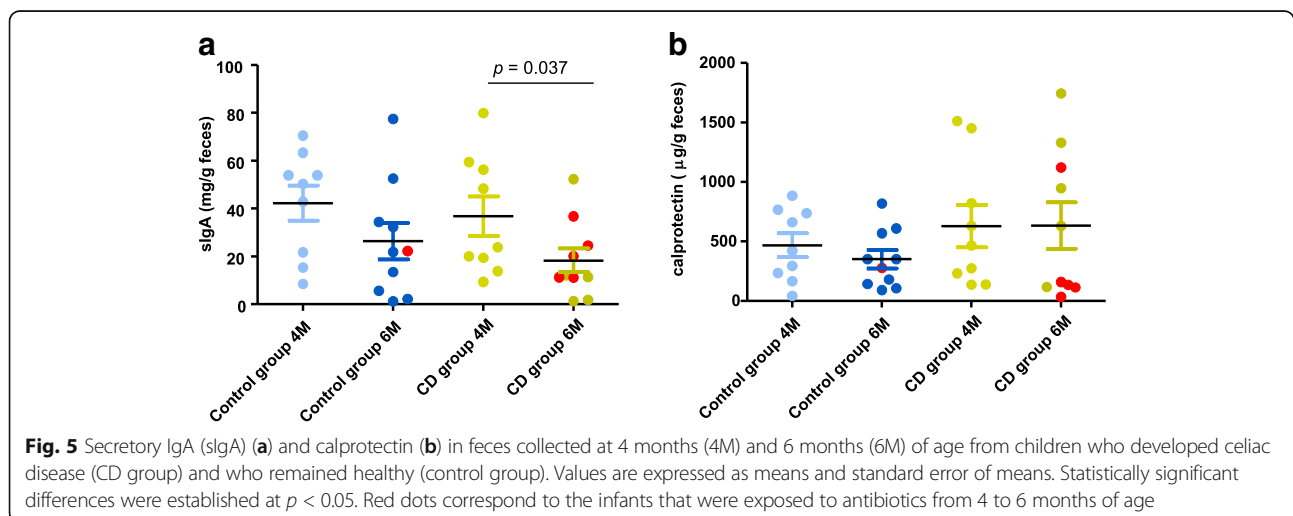 a
sIgA (mg/g feces)
100
80
60
40
20
0
p = 0.037
Control group 4M
Control group 6M
CD group 4M
CD group 6M
b
calprotectin ( µg/g feces)
2000
1500
1000
500
0
Control group 4M
Control group 6M
CD group 4M
CD group 6M
Fig. 5 Secretory IgA (sIgA) (a) and calprotectin (b) in feces collected at 4 months (4M) and 6 months (6M) of age from children who developed celiac
disease (CD group) and who remained healthy (control group). Values are expressed as means and standard error of means. Statistically significant
differences were established at p < 0.05. Red dots correspond to the infants that were exposed to antibiotics from 4 to 6 months of age